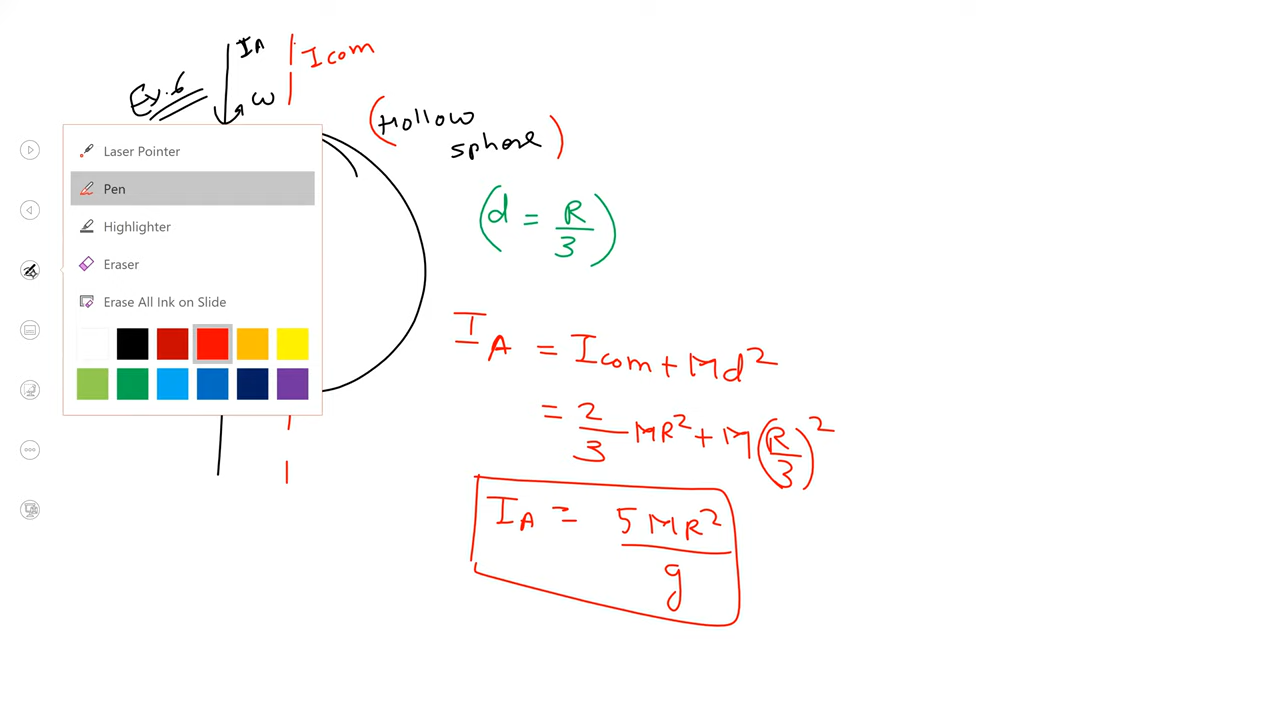 Ex.6
IA
ω
Icom
(Hollow
sphere)
(d = R/3)
IA = Icom + Md²
= 2/3 MR² + M(R/3)²
IA = 5MR²/9
Laser Pointer
Pen
Highlighter
Eraser
Erase All Ink on Slide